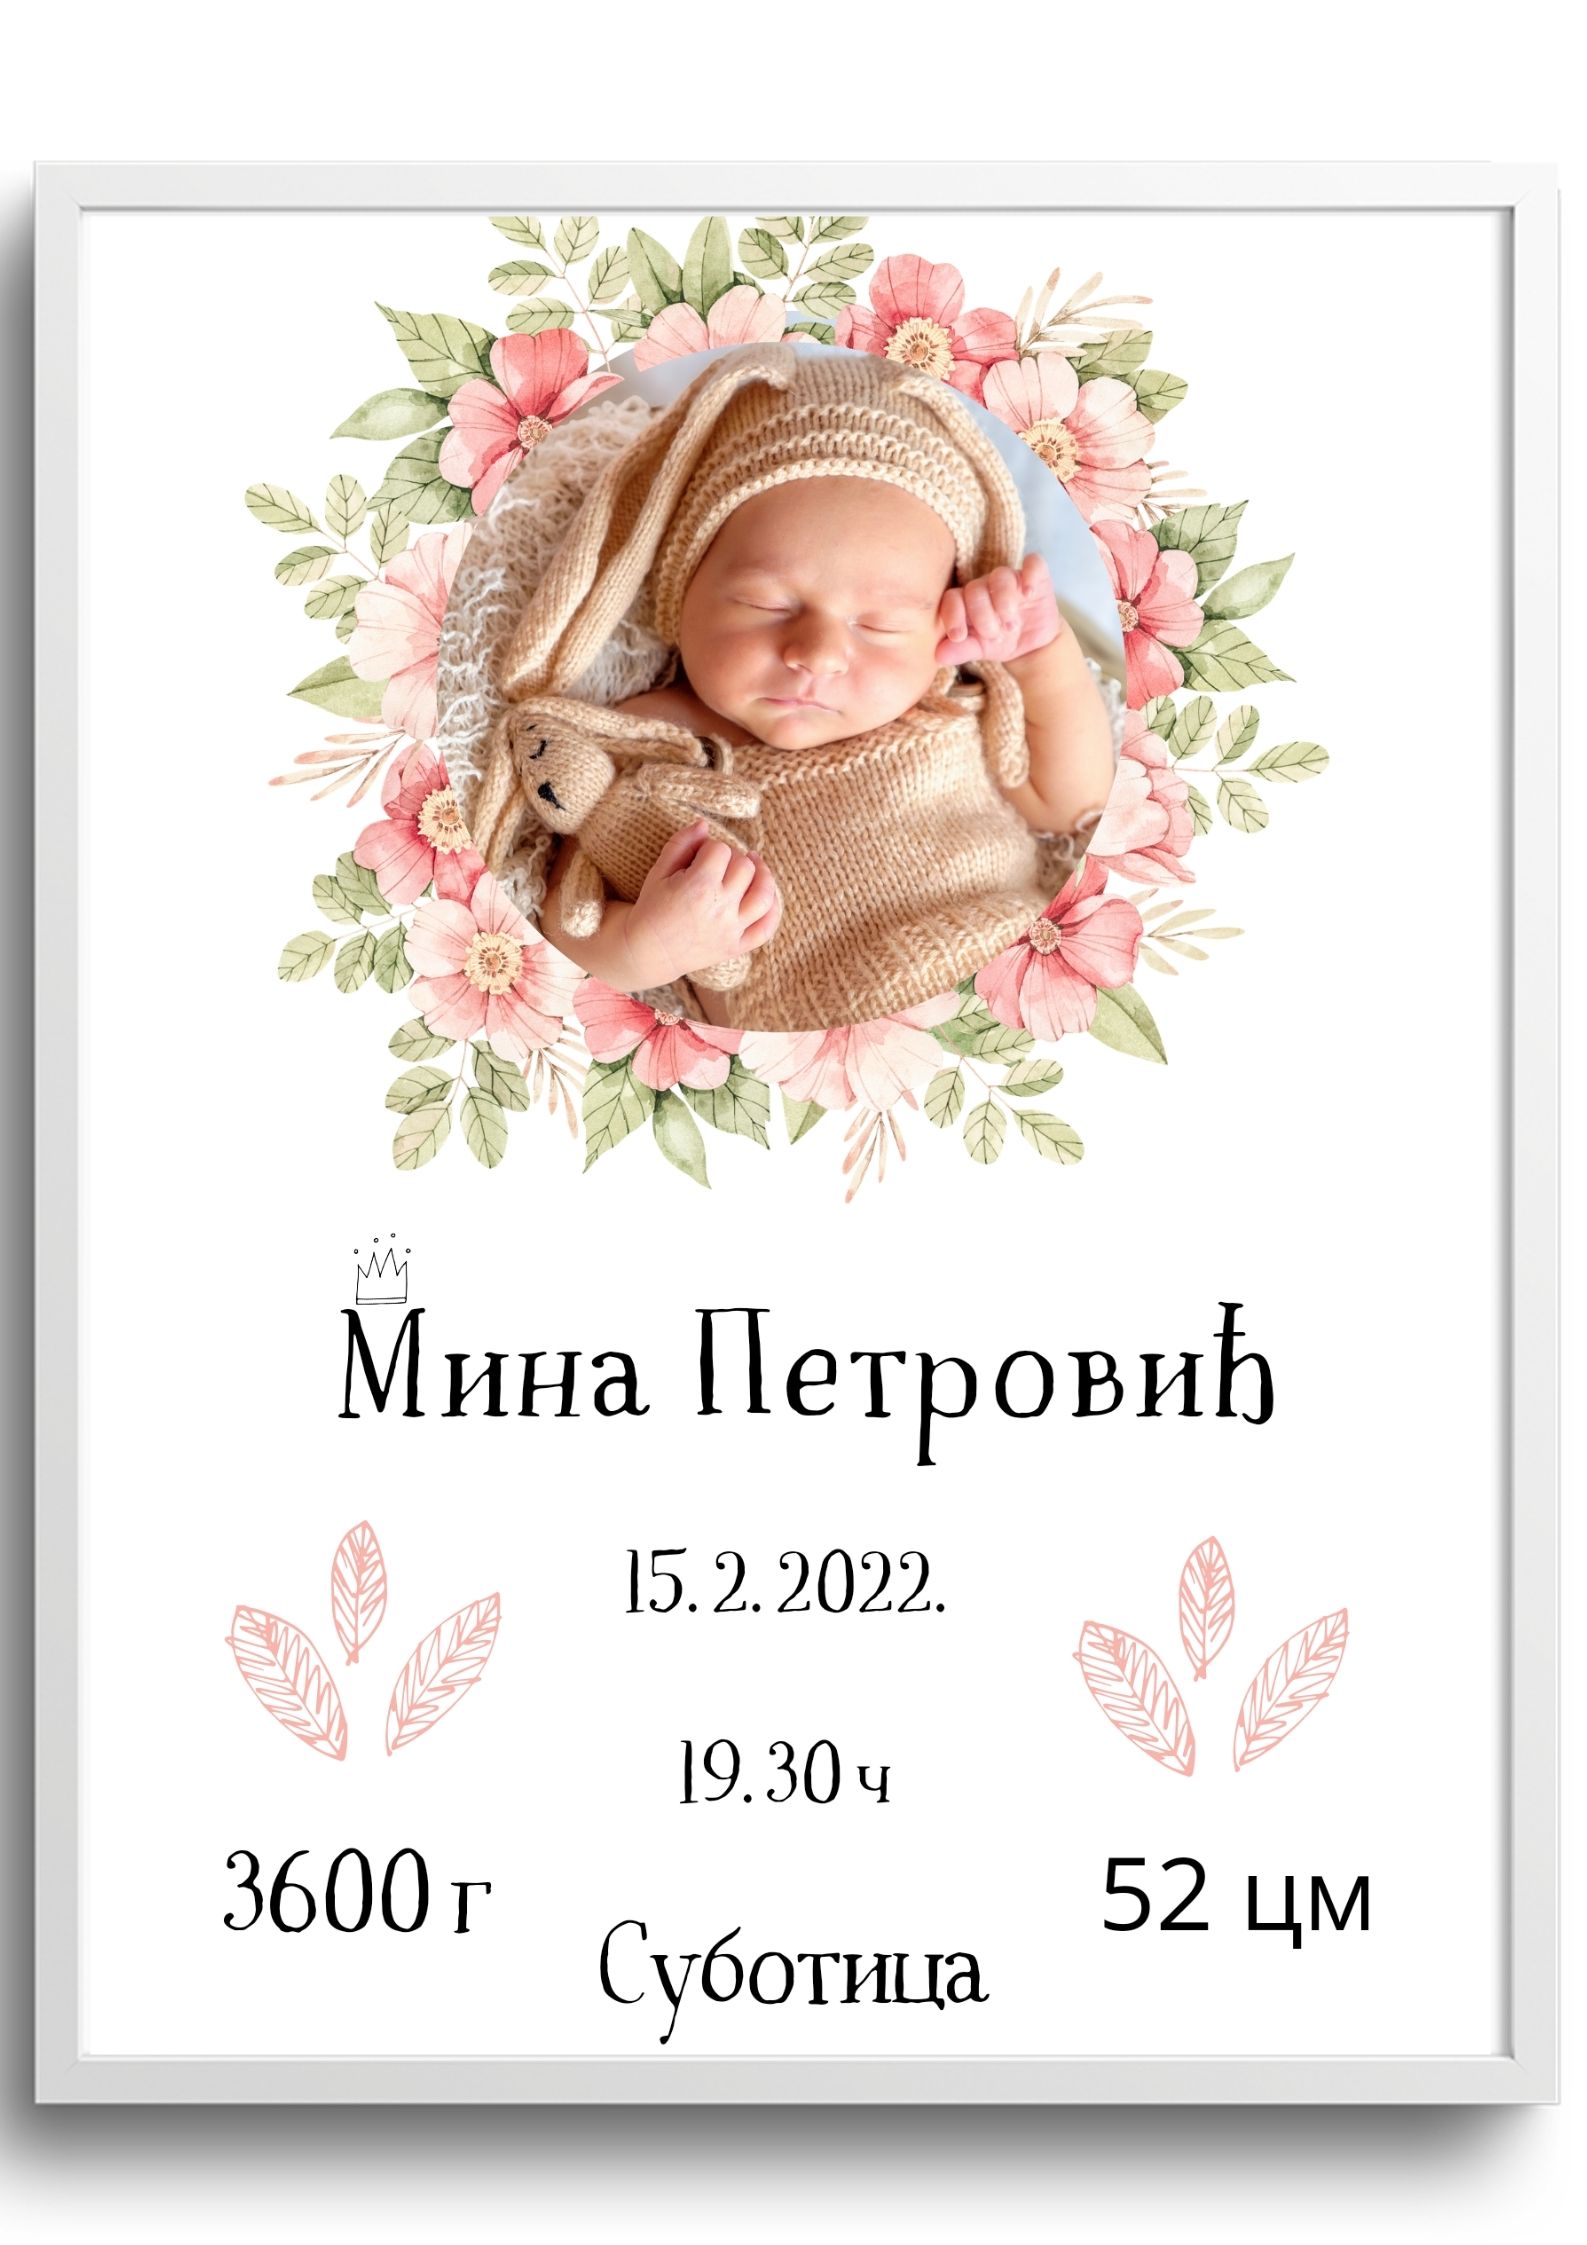 Мина Петровић
15. 2. 2022.
19. 30 ч
3600 г
52 цм
Суботица